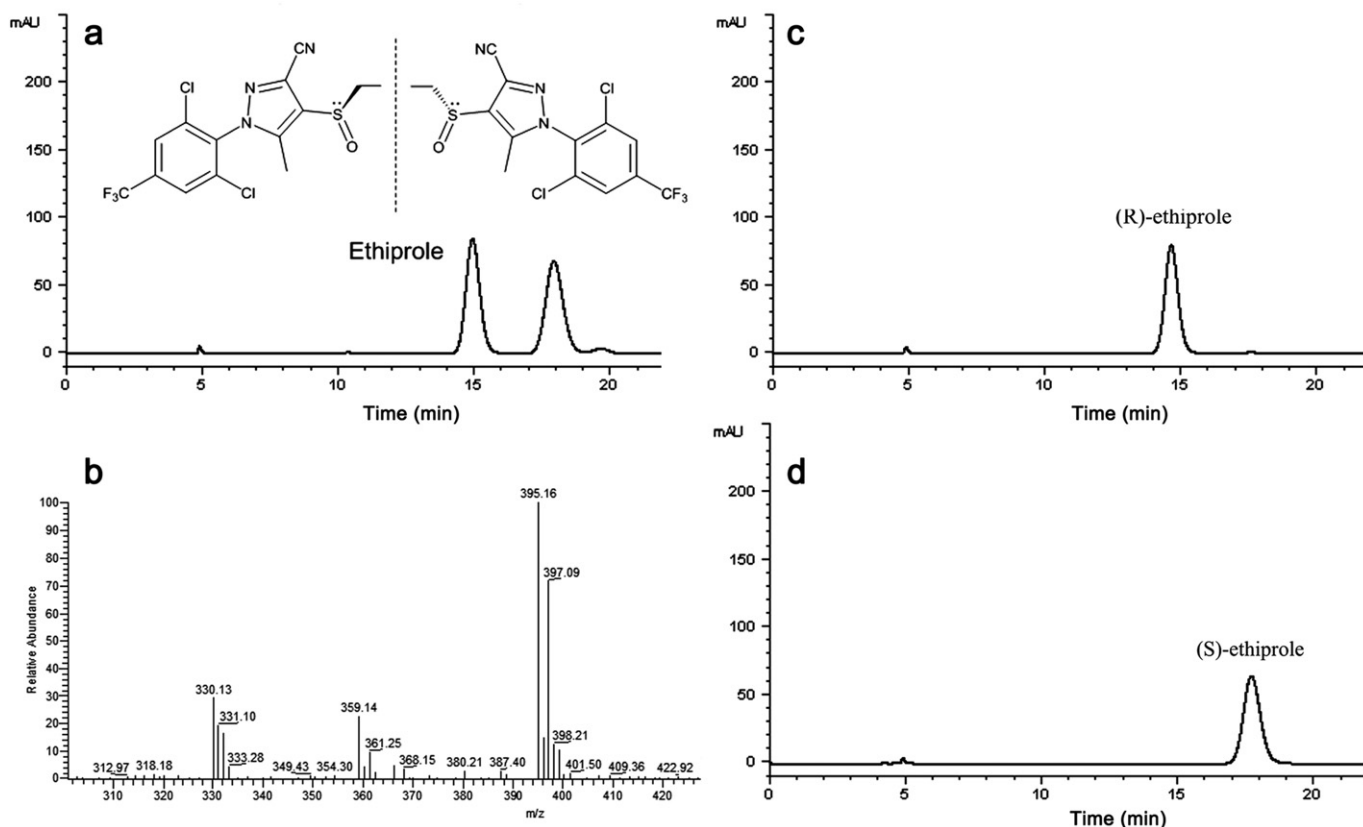 mAU
a
250
200
150
100
50
0
0 5 10 15 20
Time (min)
CN
N
N
Cl
Cl
F3C
S
O
NC
N
N
Cl
Cl
CF3
S
O
Ethiprole
mAU
c
200
150
100
50
0
0 5 10 15 20
Time (min)
(R)-ethiprole
b
Relative Abundance
100
90
80
70
60
50
40
30
20
10
0
395.16
397.09
330.13
331.10
359.14
333.28
361.25
398.21
312.97
318.18
349.43
354.30
368.15
380.21
387.40
401.50
409.36
422.92
310 320 330 340 350 360 370 380 390 400 410 420
m/z
mAU
d
200
150
100
50
0
0 5 10 15 20
Time (min)
(S)-ethiprole